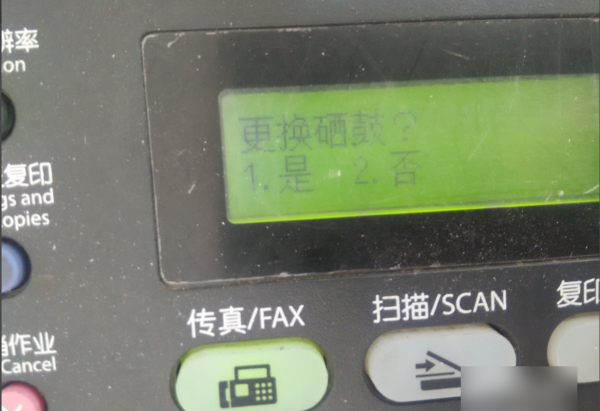 辨率
on
更换硒鼓?
1.是 2.否
复印
gs and
opies
传真/FAX
扫描/SCAN
复印
作业
Cancel